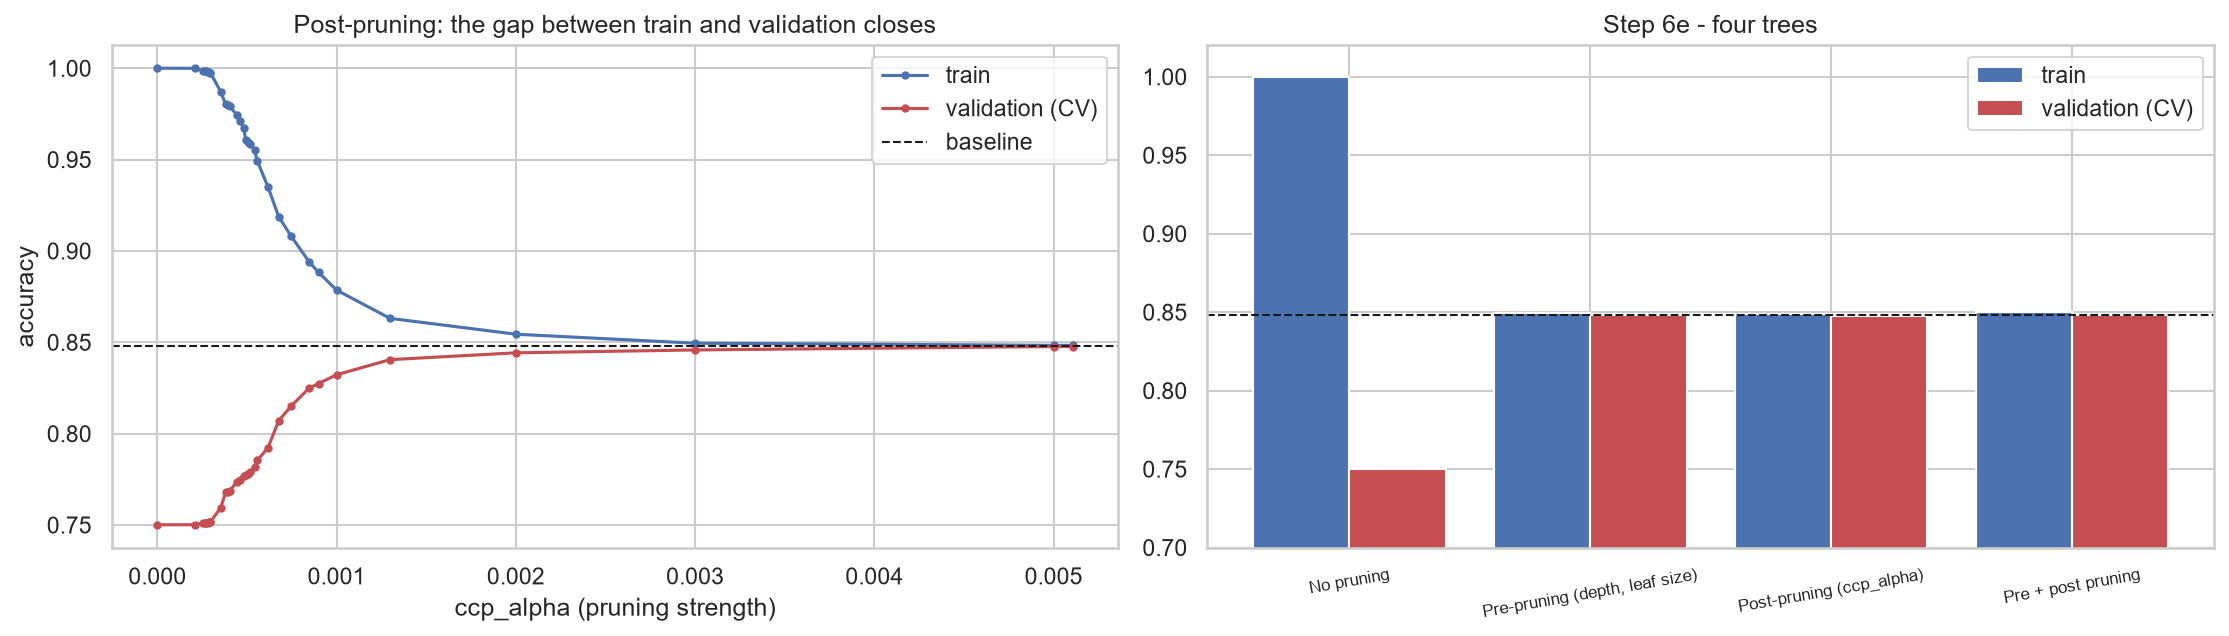 Post-pruning: the gap between train and validation closes
train
validation (CV)
baseline
1.00
0.95
0.90
0.85
0.80
0.75
accuracy
0.000 0.001 0.002 0.003 0.004 0.005
ccp_alpha (pruning strength)
Step 6e - four trees
train
validation (CV)
1.00
0.95
0.90
0.85
0.80
0.75
0.70
No pruning
Pre-pruning (depth, leaf size)
Post-pruning (ccp_alpha)
Pre + post pruning